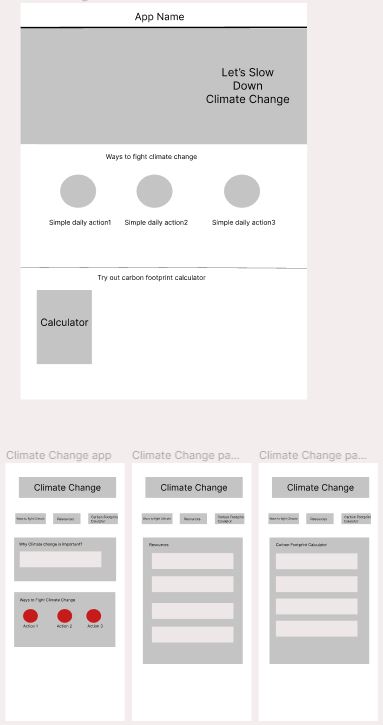 App Name
Let's Slow
Down
Climate Change
Ways to fight climate change
Simple daily action1 Simple daily action2 Simple daily action3
Try out carbon footprint calculator
Calculator
Climate Change app Climate Change pa... Climate Change pa...
Climate Change Climate Change Climate Change
Ways to fight Climate Resources Carbon Footprint
Calculator
Ways to fight Climate Resources Carbon Footprint
Calculator
Ways to fight Climate Resources Carbon Footprint
Calculator
Why Climate change is important?
Resources
Carbon Footprint Calculator
Ways to Fight Climate Change
Action 1 Action 2 Action 3